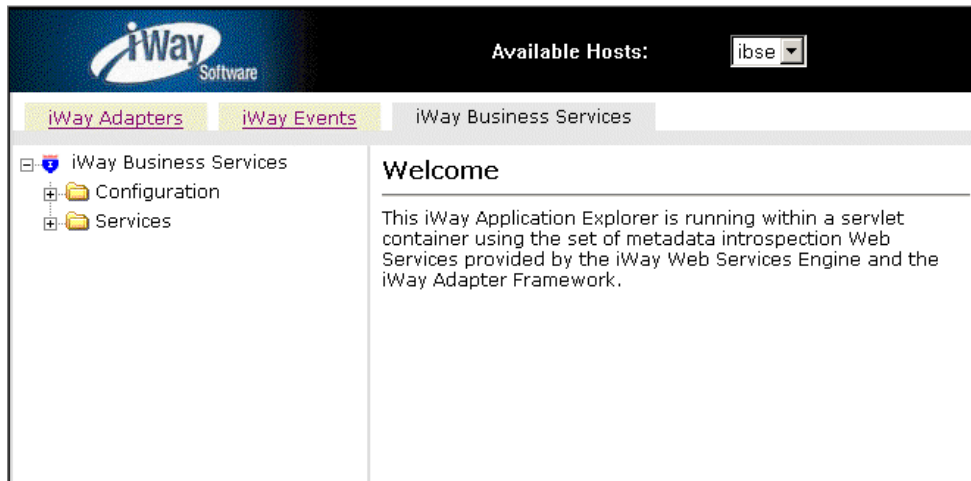 iWay
Software
Available Hosts:
ibse
iWay Adapters
iWay Events
iWay Business Services
iWay Business Services
Configuration
Services
Welcome
This iWay Application Explorer is running within a servlet
container using the set of metadata introspection Web
Services provided by the iWay Web Services Engine and the
iWay Adapter Framework.